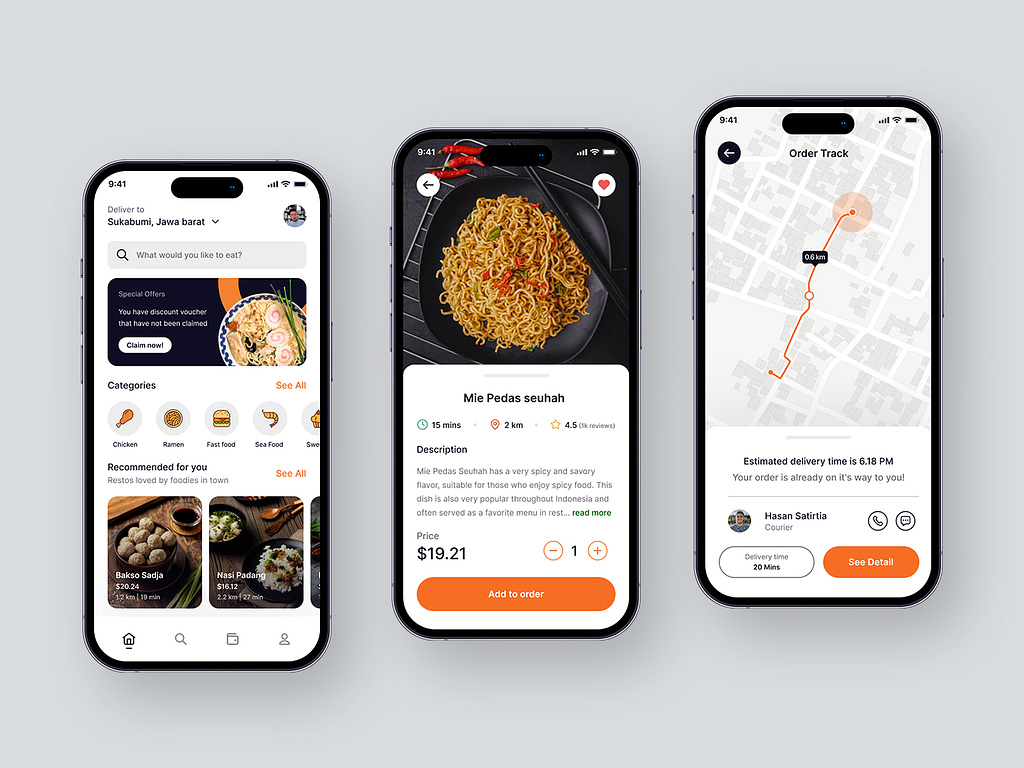 9:41
Deliver to
Sukabumi, Jawa barat
What would you like to eat?
Special Offers
You have discount voucher
that have not been claimed
Claim now!
Categories
See All
Chicken
Ramen
Fast food
Sea Food
Swe
Recommended for you
See All
Restos loved by foodies in town
Bakso Sadja
$20.24
1.2 km | 19 min
Nasi Padang
$16.12
2.2 km | 27 min
9:41
Mie Pedas seuhah
15 mins
2 km
4.5 (1k reviews)
Description
Mie Pedas Seuhah has a very spicy and savory
flavor, suitable for those who enjoy spicy food. This
dish is also very popular throughout Indonesia and
often served as a favorite menu in rest... read more
Price
$19.21
1
Add to order
9:41
Order Track
0.6 km
Estimated delivery time is 6.18 PM
Your order is already on it's way to you!
Hasan Satirtia
Courier
Delivery time
20 Mins
See Detail